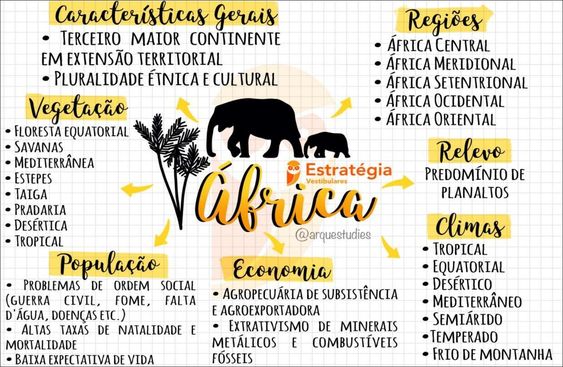 Características Gerais
• Terceiro maior continente
em extensão territorial
• Pluralidade étnica e cultural
Regiões
• África Central
• África Meridional
• África Setentrional
• África Ocidental
• África Oriental
Vegetação
• Floresta equatorial
• Savanas
• Mediterrânea
• Estepes
• Taiga
• Pradaria
• Desértica
• Tropical
Estratégia
Vestibulares
África
@arquestudies
Relevo
Predomínio de
planaltos
Climas
• Tropical
• Equatorial
• Desértico
• Mediterrâneo
• Semiárido
•Temperado
• Frio de montanha
População
• Problemas de ordem social
(guerra civil, fome, falta
d'água, doenças etc.)
• Altas taxas de natalidade e
mortalidade
• Baixa expectativa de vida
Economia
• Agropecuária de subsistência
e agroexportadora
• Extrativismo de minerais
metálicos e combustíveis
fósseis